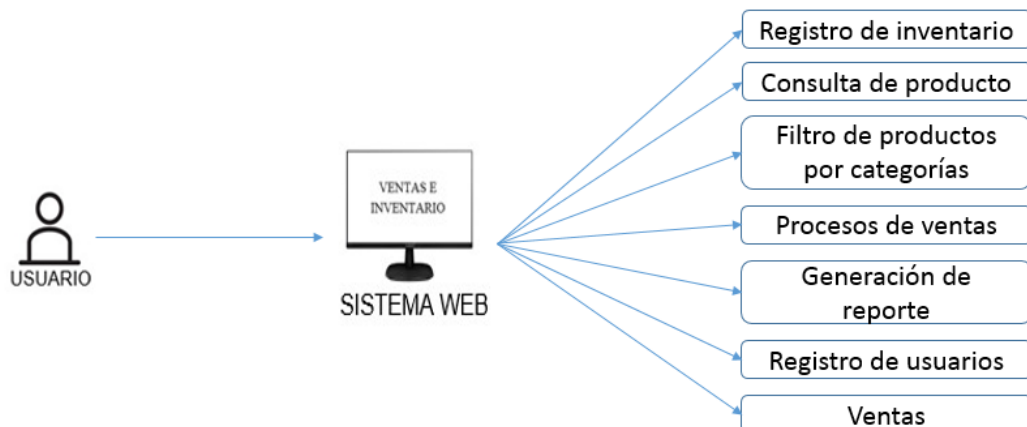 USUARIO
VENTAS E
INVENTARIO
SISTEMA WEB
Registro de inventario
Consulta de producto
Filtro de productos
por categorías
Procesos de ventas
Generación de
reporte
Registro de usuarios
Ventas